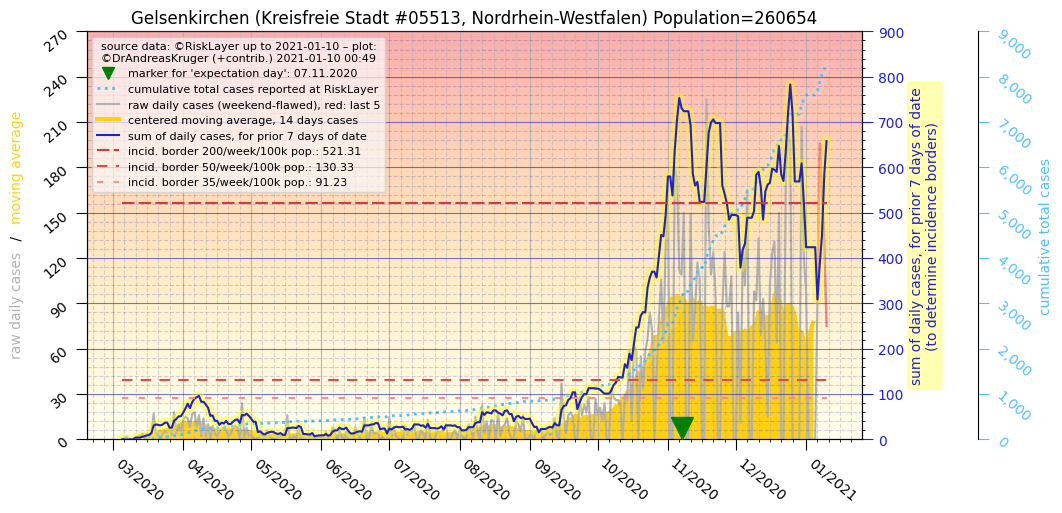 Gelsenkirchen (Kreisfreie Stadt #05513, Nordrhein-Westfalen) Population=260654
source data: ©RiskLayer up to 2021-01-10 – plot:
©DrAndreasKruger (+contrib.) 2021-01-10 00:49
marker for 'expectation day': 07.11.2020
cumulative total cases reported at RiskLayer
raw daily cases (weekend-flawed), red: last 5
centered moving average, 14 days cases
sum of daily cases, for prior 7 days of date
incid. border 200/week/100k pop.: 521.31
incid. border 50/week/100k pop.: 130.33
incid. border 35/week/100k pop.: 91.23
raw daily cases / moving average
270
240
210
180
150
120
90
60
30
0
03/2020
04/2020
05/2020
06/2020
07/2020
08/2020
09/2020
10/2020
11/2020
12/2020
01/2021
900
800
700
600
500
400
300
200
100
0
sum of daily cases, for prior 7 days of date
(to determine incidence borders)
9,000
8,000
7,000
6,000
5,000
4,000
3,000
2,000
1,000
0
cumulative total cases